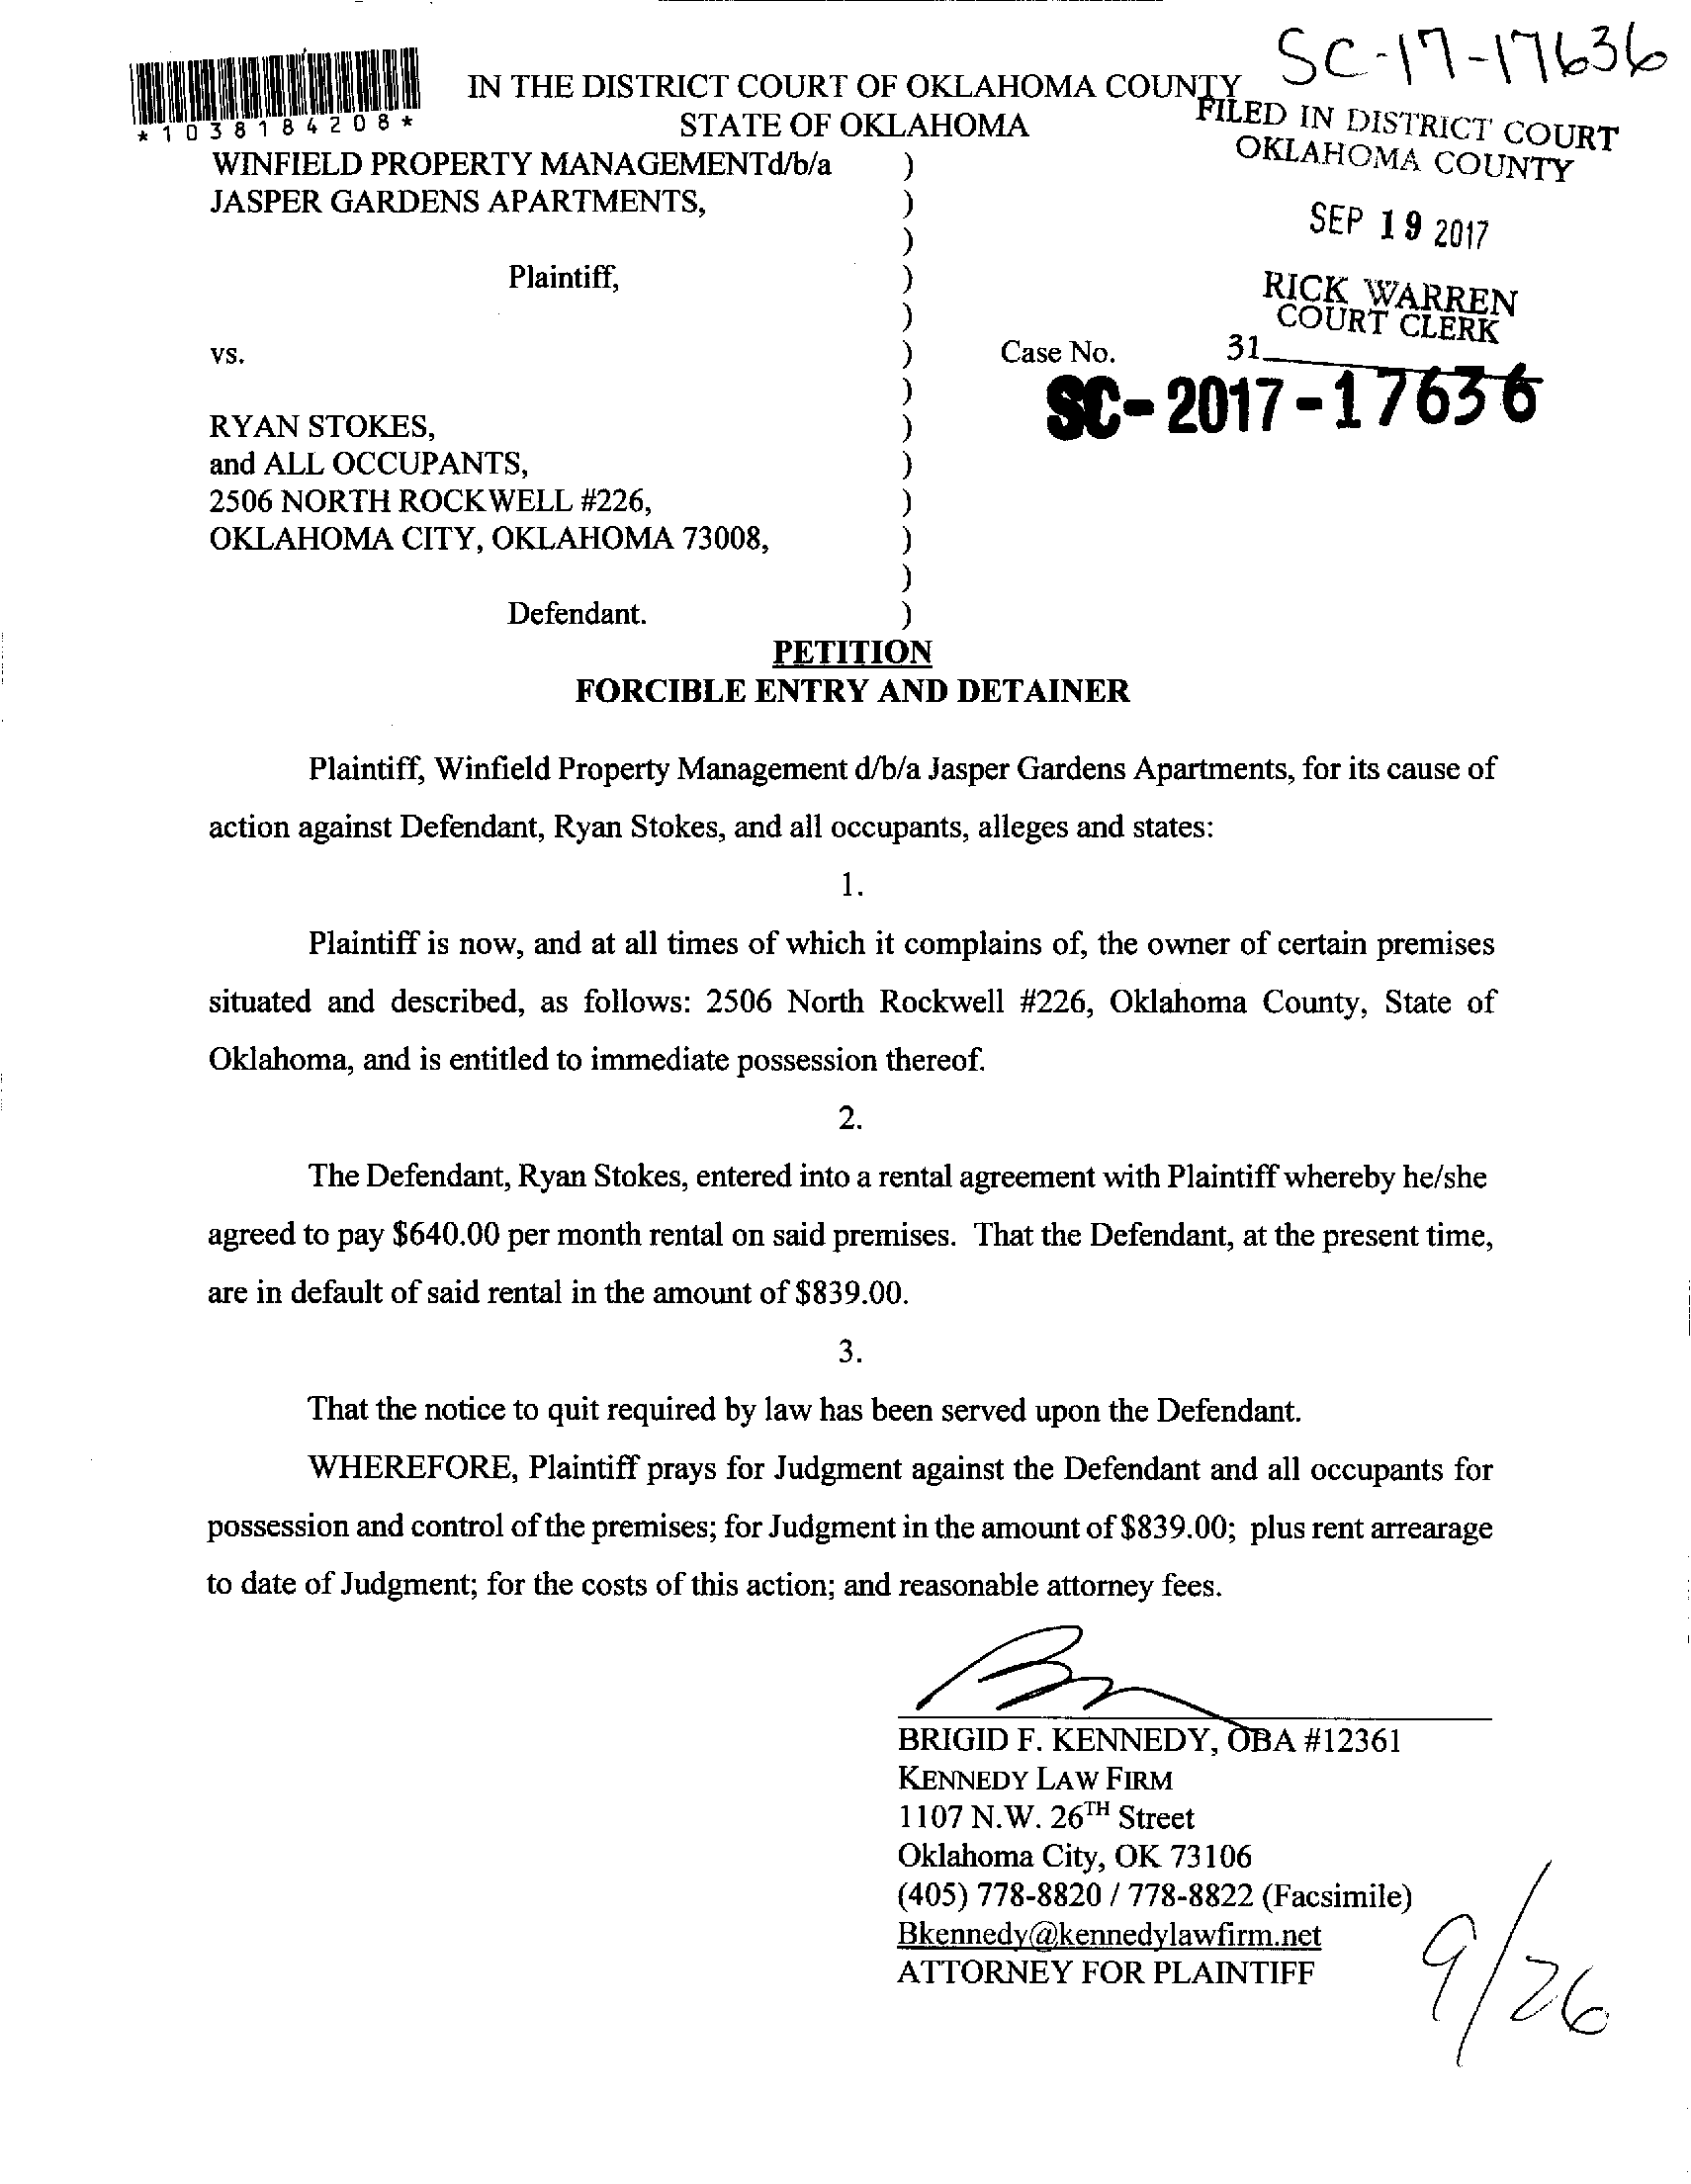 SC-17-17636
*1038184208*
IN THE DISTRICT COURT OF OKLAHOMA COUNTY
STATE OF OKLAHOMA
FILED IN DISTRICT COURT
OKLAHOMA COUNTY
SEP 19 2017
RICK WARREN
COURT CLERK
31
WINFIELD PROPERTY MANAGEMENTd/b/a )
JASPER GARDENS APARTMENTS, )
)
Plaintiff, )
)
vs. ) Case No.
SC-2017-17636
)
RYAN STOKES, )
and ALL OCCUPANTS, )
2506 NORTH ROCKWELL #226, )
OKLAHOMA CITY, OKLAHOMA 73008, )
)
Defendant. )
PETITION
FORCIBLE ENTRY AND DETAINER
Plaintiff, Winfield Property Management d/b/a Jasper Gardens Apartments, for its cause of
action against Defendant, Ryan Stokes, and all occupants, alleges and states:
1.
Plaintiff is now, and at all times of which it complains of, the owner of certain premises
situated and described, as follows: 2506 North Rockwell #226, Oklahoma County, State of
Oklahoma, and is entitled to immediate possession thereof.
2.
The Defendant, Ryan Stokes, entered into a rental agreement with Plaintiff whereby he/she
agreed to pay $640.00 per month rental on said premises. That the Defendant, at the present time,
are in default of said rental in the amount of $839.00.
3.
That the notice to quit required by law has been served upon the Defendant.
WHEREFORE, Plaintiff prays for Judgment against the Defendant and all occupants for
possession and control of the premises; for Judgment in the amount of $839.00; plus rent arrearage
to date of Judgment; for the costs of this action; and reasonable attorney fees.
BRIGID F. KENNEDY, OBA #12361
KENNEDY LAW FIRM
1107 N.W. 26TH Street
Oklahoma City, OK 73106
(405) 778-8820 / 778-8822 (Facsimile)
Bkennedy@kennedylawfirm.net
ATTORNEY FOR PLAINTIFF
9/26